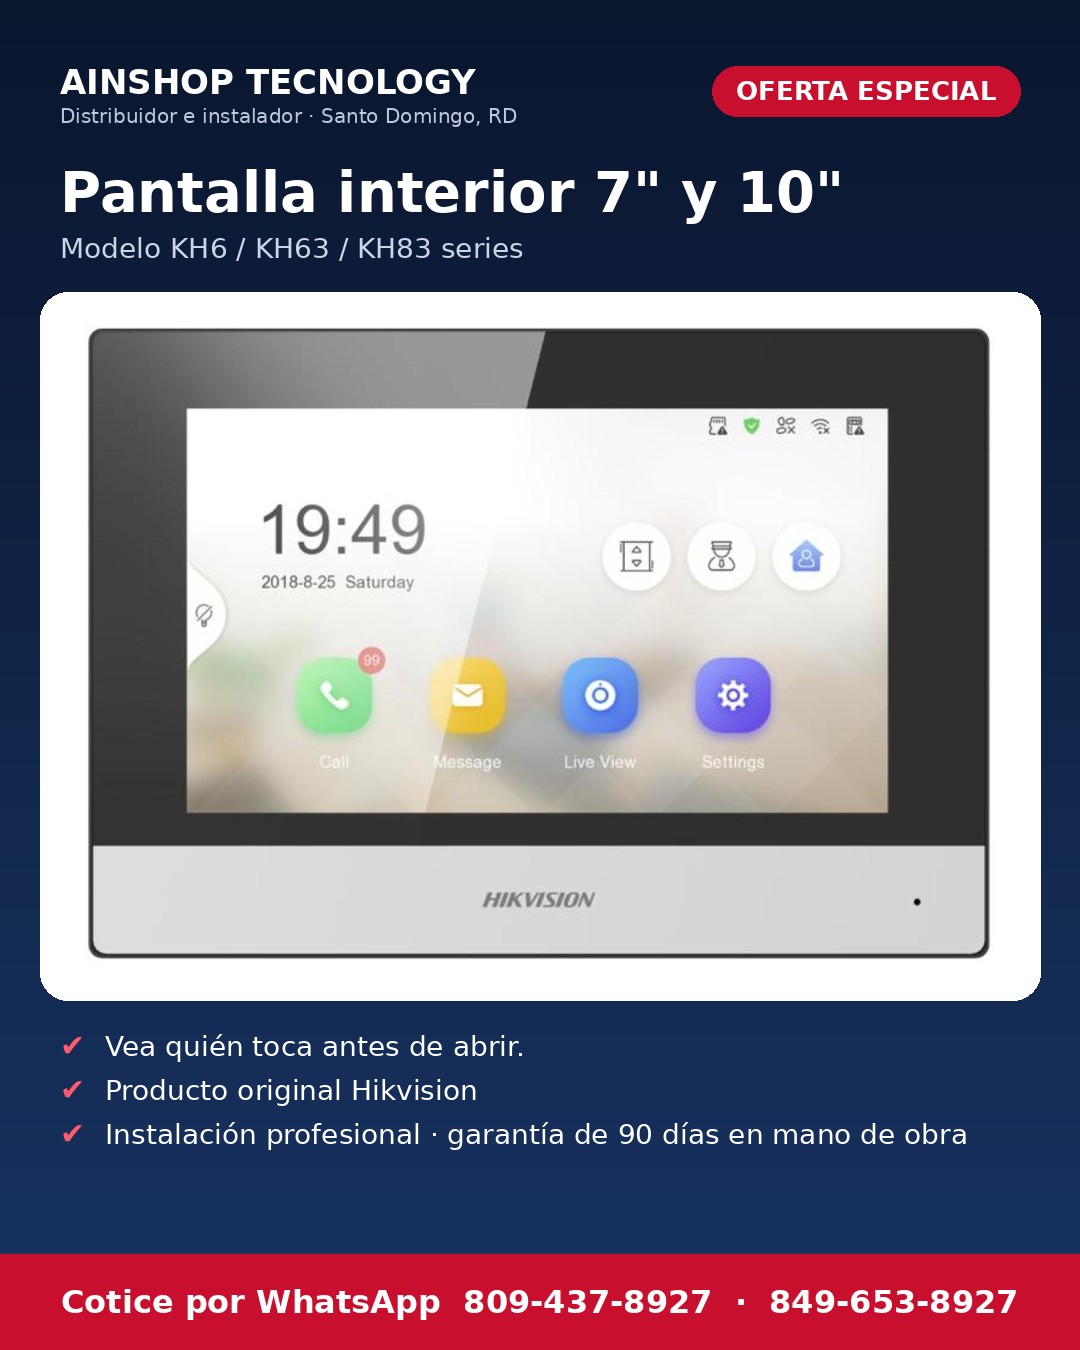 AINSHOP TECNOLOGY
OFERTA ESPECIAL
Distribuidor e instalador · Santo Domingo, RD
Pantalla interior 7" y 10"
Modelo KH6 / KH63 / KH83 series
19:49
2018-8-25 Saturday
99
Call
Message
Live View
Settings
HIKVISION
✔ Vea quién toca antes de abrir.
✔ Producto original Hikvision
✔ Instalación profesional · garantía de 90 días en mano de obra
Cotice por WhatsApp 809-437-8927 · 849-653-8927